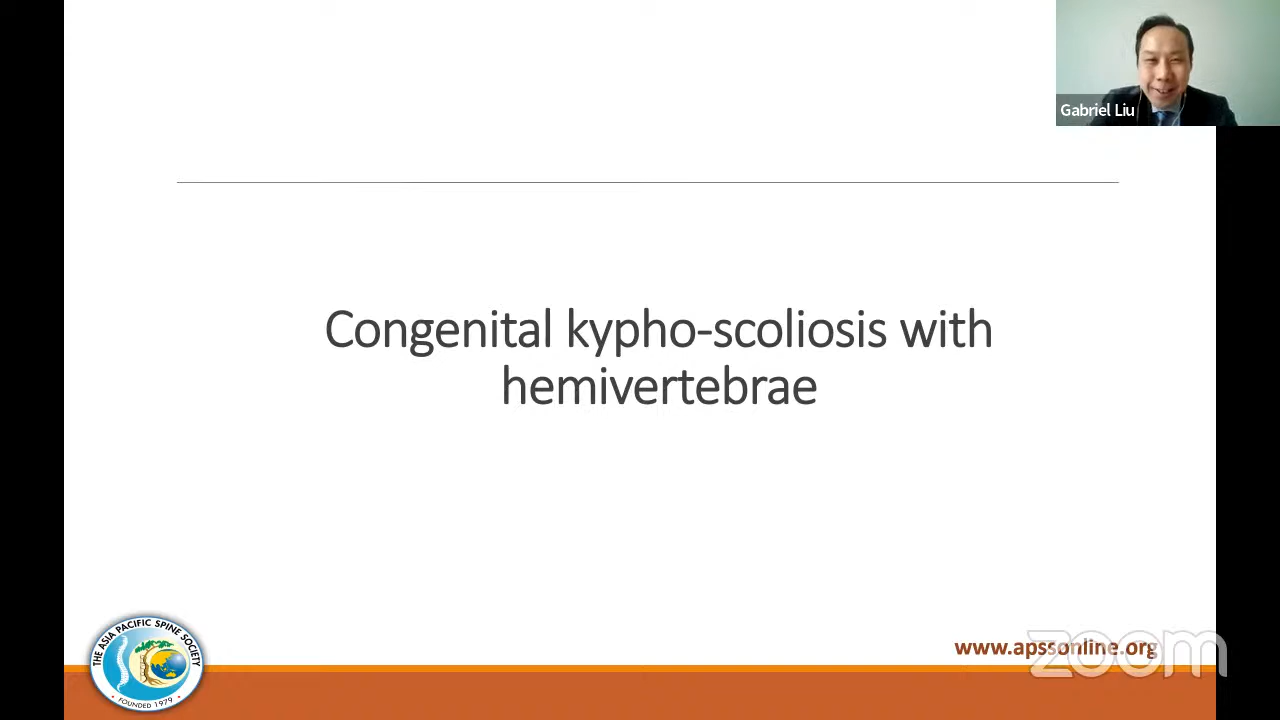 Gabriel Liu
Congenital kypho-scoliosis with
hemivertebrae
THE ASIA PACIFIC SPINE SOCIETY
• FOUNDED 1979 •
www.apssonline.org
zoom